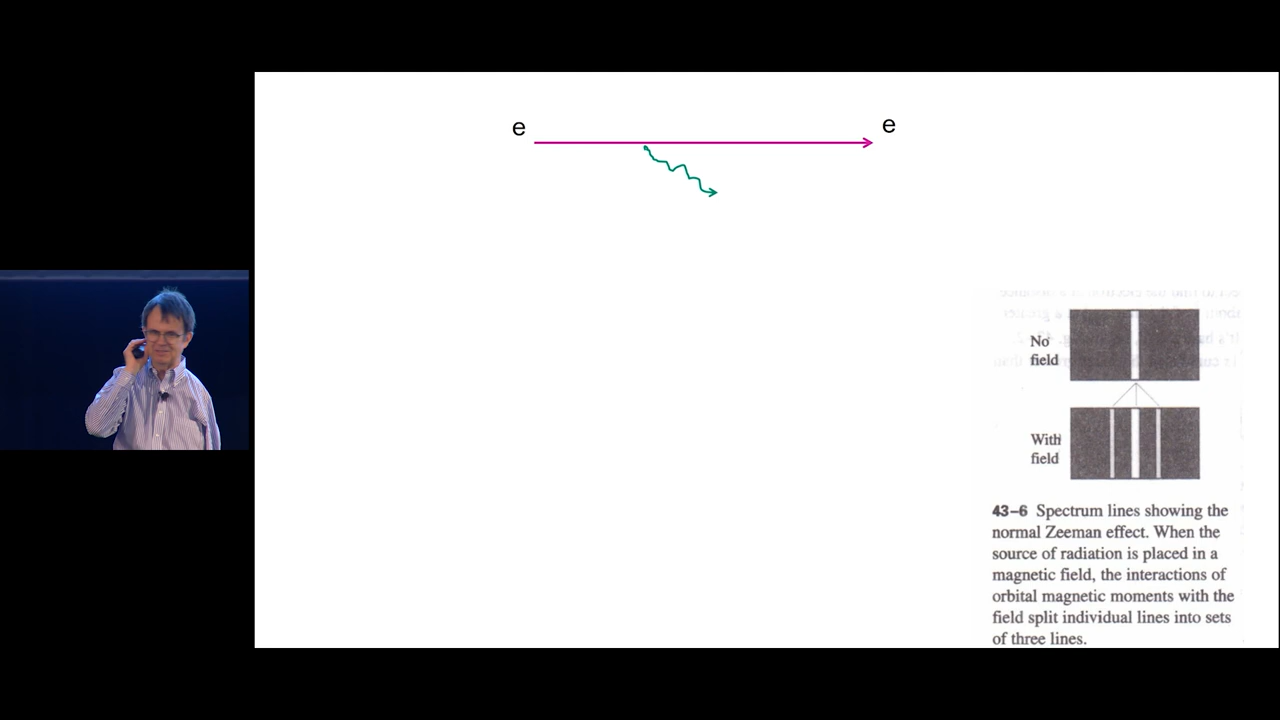 e
e
No
field
With
field
43–6 Spectrum lines showing the
normal Zeeman effect. When the
source of radiation is placed in a
magnetic field, the interactions of
orbital magnetic moments with the
field split individual lines into sets
of three lines.